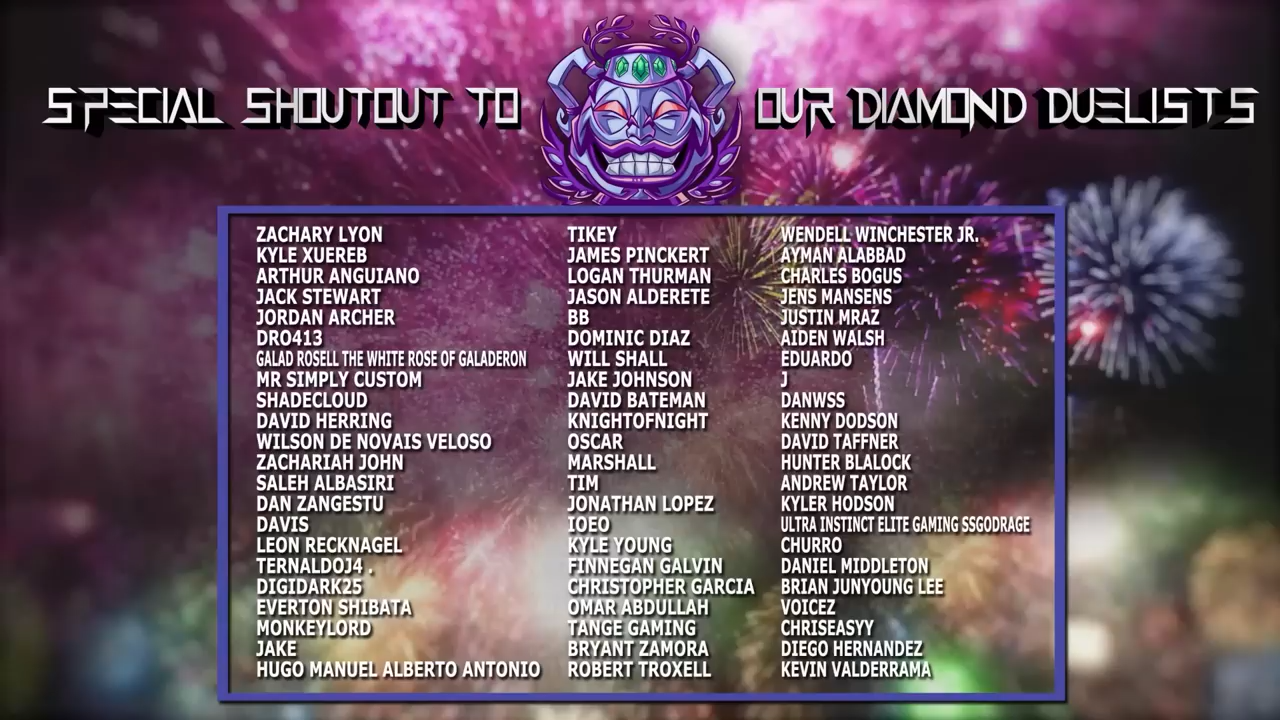 SPECIAL SHOUTOUT TO OUR DIAMOND DUELISTS
ZACHARY LYON
KYLE XUEREB
ARTHUR ANGUIANO
JACK STEWART
JORDAN ARCHER
DRO413
GALAD ROSELL THE WHITE ROSE OF GALADERON
MR SIMPLY CUSTOM
SHADECLOUD
DAVID HERRING
WILSON DE NOVAIS VELOSO
ZACHARIAH JOHN
SALEH ALBASIRI
DAN ZANGESTU
DAVIS
LEON RECKNAGEL
TERNALDOJ4 .
DIGIDARK25
EVERTON SHIBATA
MONKEYLORD
JAKE
HUGO MANUEL ALBERTO ANTONIO
TIKEY
JAMES PINCKERT
LOGAN THURMAN
JASON ALDERETE
BB
DOMINIC DIAZ
WILL SHALL
JAKE JOHNSON
DAVID BATEMAN
KNIGHTOFNIGHT
OSCAR
MARSHALL
TIM
JONATHAN LOPEZ
IOEO
KYLE YOUNG
FINNEGAN GALVIN
CHRISTOPHER GARCIA
OMAR ABDULLAH
TANGE GAMING
BRYANT ZAMORA
ROBERT TROXELL
WENDELL WINCHESTER JR.
AYMAN ALABBAD
CHARLES BOGUS
JENS MANSENS
JUSTIN MRAZ
AIDEN WALSH
EDUARDO
J
DANWSS
KENNY DODSON
DAVID TAFFNER
HUNTER BLALOCK
ANDREW TAYLOR
KYLER HODSON
ULTRA INSTINCT ELITE GAMING SSGODRAGE
CHURRO
DANIEL MIDDLETON
BRIAN JUNYOUNG LEE
VOICEZ
CHRISEASYY
DIEGO HERNANDEZ
KEVIN VALDERRAMA